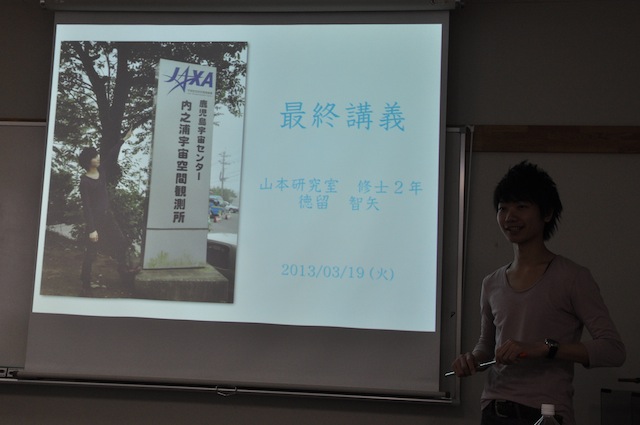 JAXA
鹿児島宇宙センター
内之浦宇宙空間観測所
最終講義
山本研究室 修士2年
徳留 智矢
2013/03/19(火)